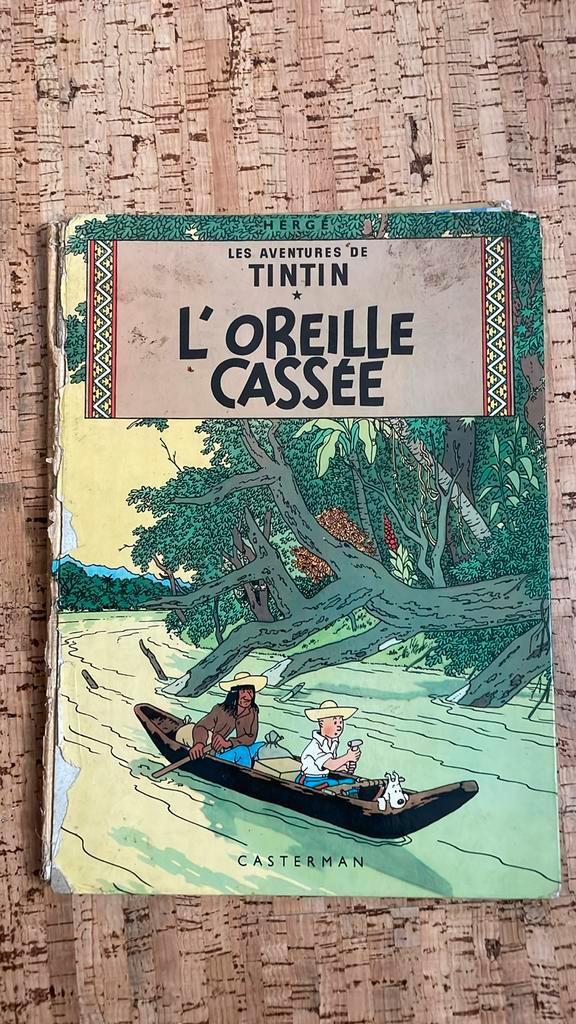 HERGÉ
LES AVENTURES DE
TINTIN
L'OREILLE
CASSÉE
CASTERMAN